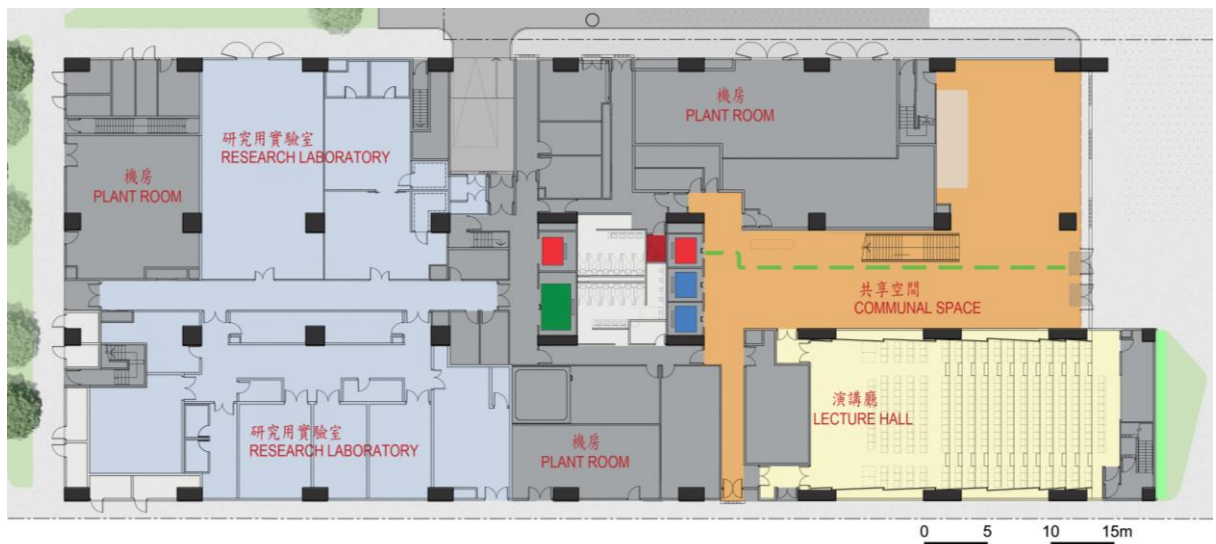 機房
PLANT ROOM
研究用實驗室
RESEARCH LABORATORY
機房
PLANT ROOM
共享空間
COMMUNAL SPACE
研究用實驗室
RESEARCH LABORATORY
機房
PLANT ROOM
演講廳
LECTURE HALL
0 5 10 15m